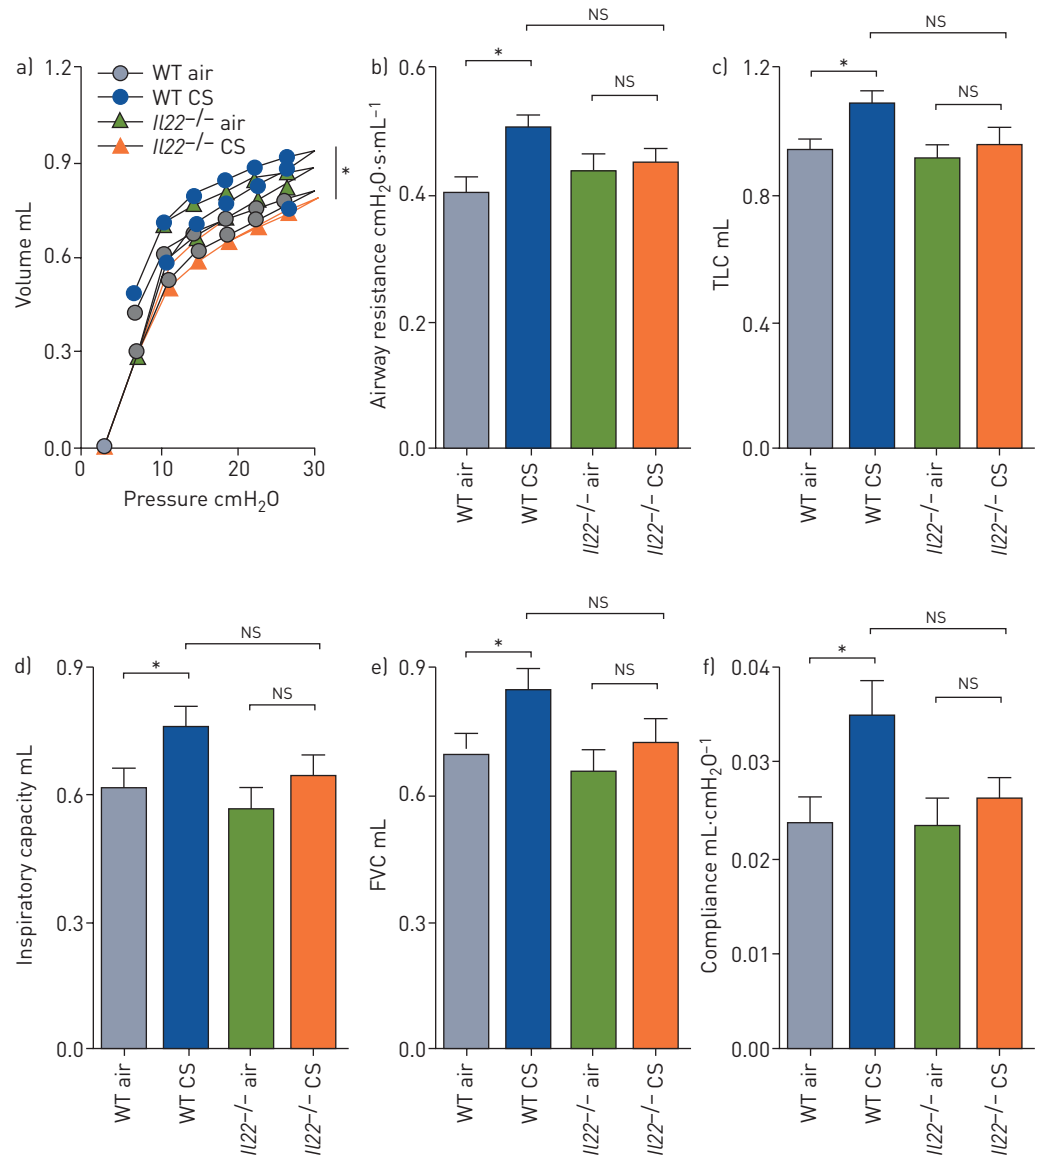 a)
1.2
0.9
0.6
0.3
0.0
Volume mL
WT air
WT CS
Il22–/– air
Il22–/– CS
*
0
10
20
30
Pressure cmH2O
b)
0.6
0.4
0.2
0.0
Airway resistance cmH2O·s·mL–1
NS
*
NS
WT air
WT CS
Il22–/– air
Il22–/– CS
c)
1.2
0.8
0.4
0.0
TLC mL
NS
*
NS
WT air
WT CS
Il22–/– air
Il22–/– CS
d)
0.9
0.6
0.3
0.0
Inspiratory capacity mL
NS
*
NS
WT air
WT CS
Il22–/– air
Il22–/– CS
e)
0.9
0.6
0.3
0.0
FVC mL
NS
*
NS
WT air
WT CS
Il22–/– air
Il22–/– CS
f)
0.04
0.03
0.02
0.01
0.00
Compliance mL·cmH2O–1
NS
*
NS
WT air
WT CS
Il22–/– air
Il22–/– CS